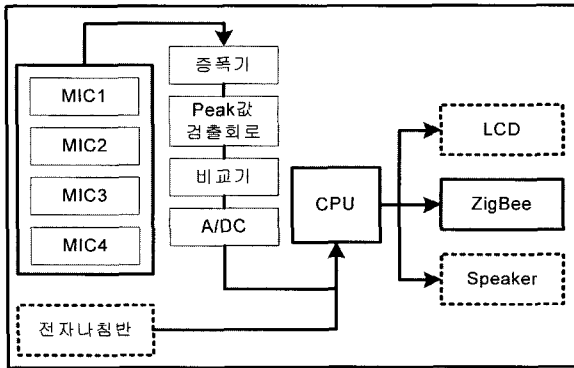 MIC1
MIC2
MIC3
MIC4
증폭기
Peak값
검출회로
비교기
A/DC
전자나침반
CPU
LCD
ZigBee
Speaker